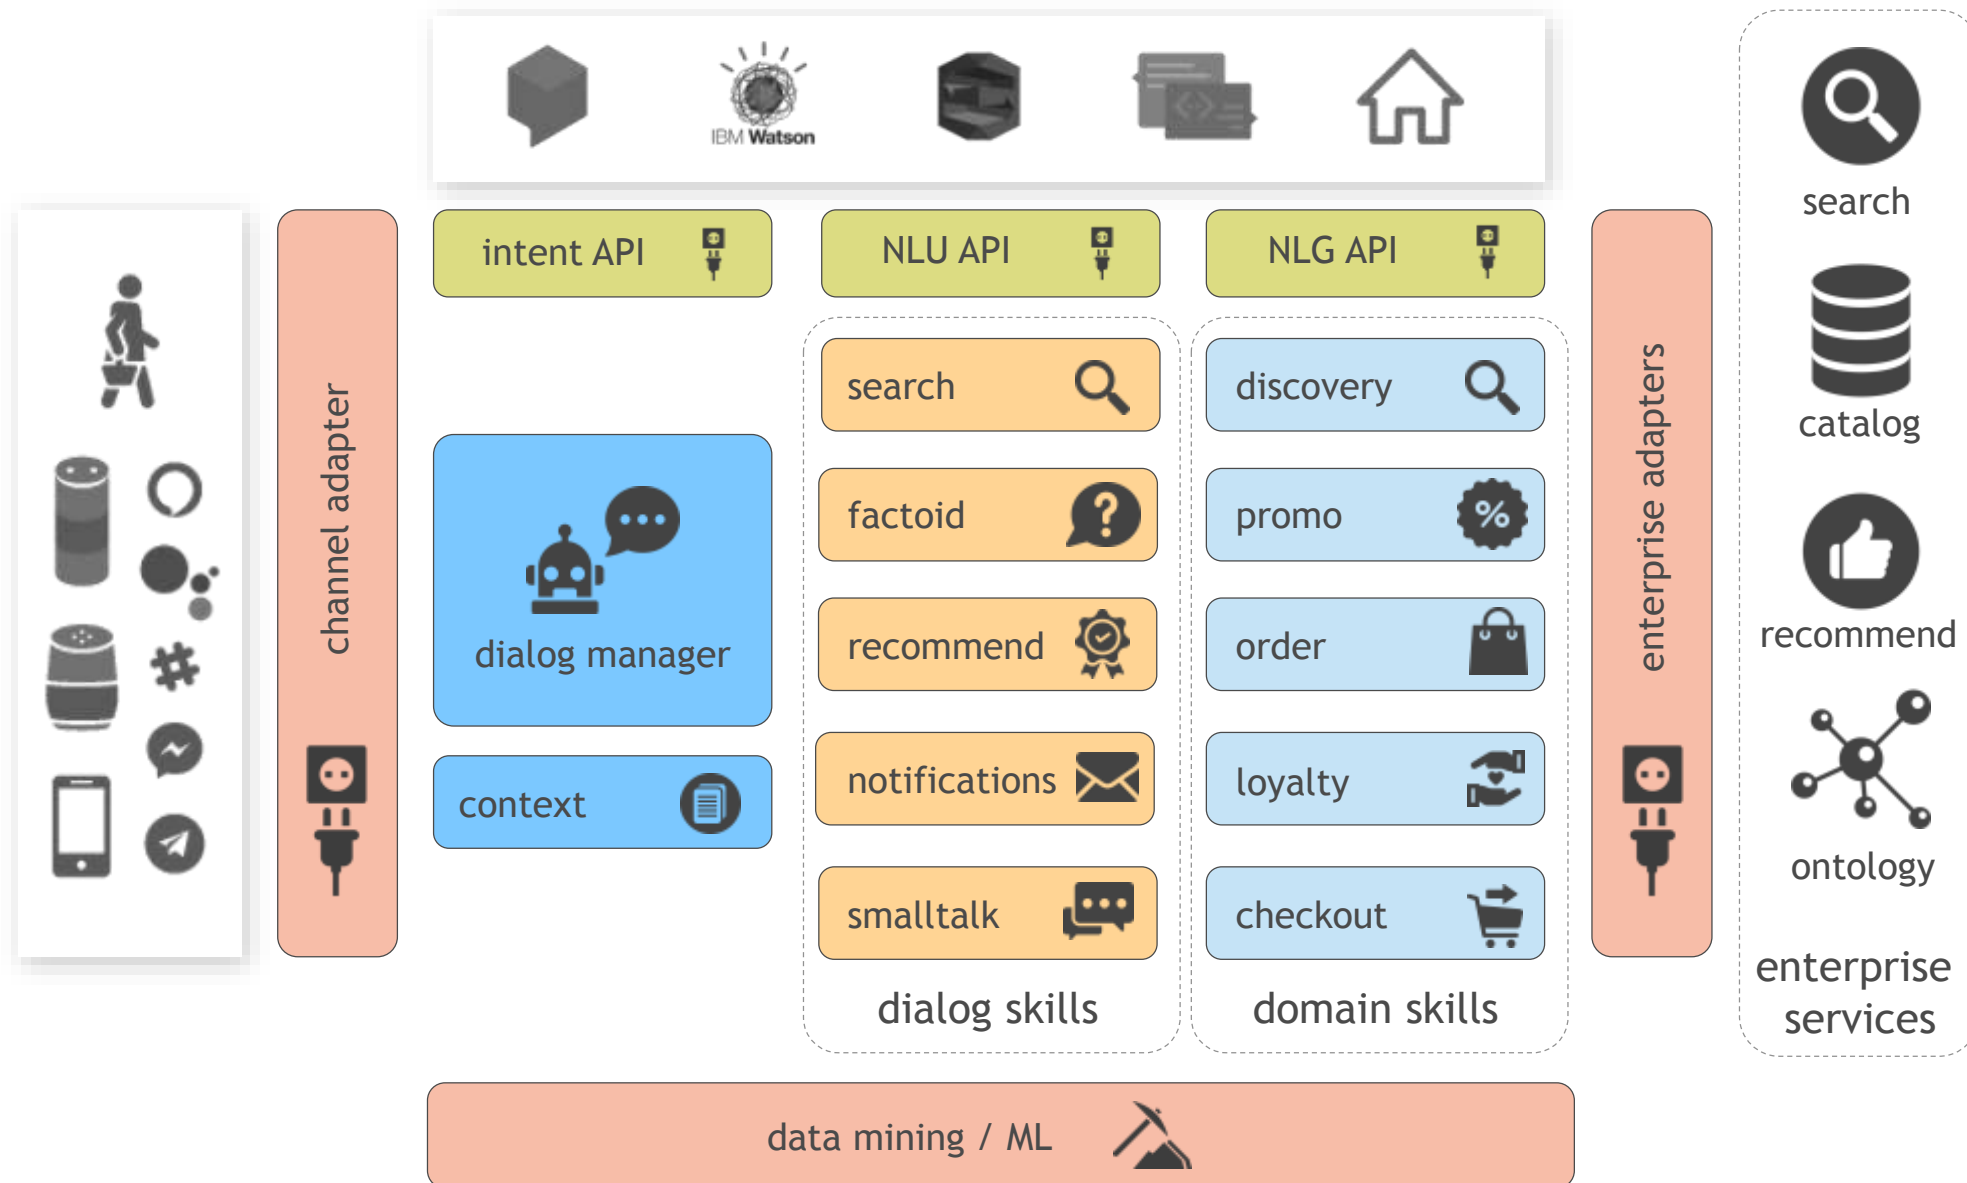 IBM Watson
search
catalog
recommend
ontology
enterprise
services
channel adapter
intent API
NLU API
NLG API
dialog manager
context
search
factoid
recommend
notifications
smalltalk
dialog skills
discovery
promo
%
order
loyalty
checkout
domain skills
enterprise adapters
data mining / ML